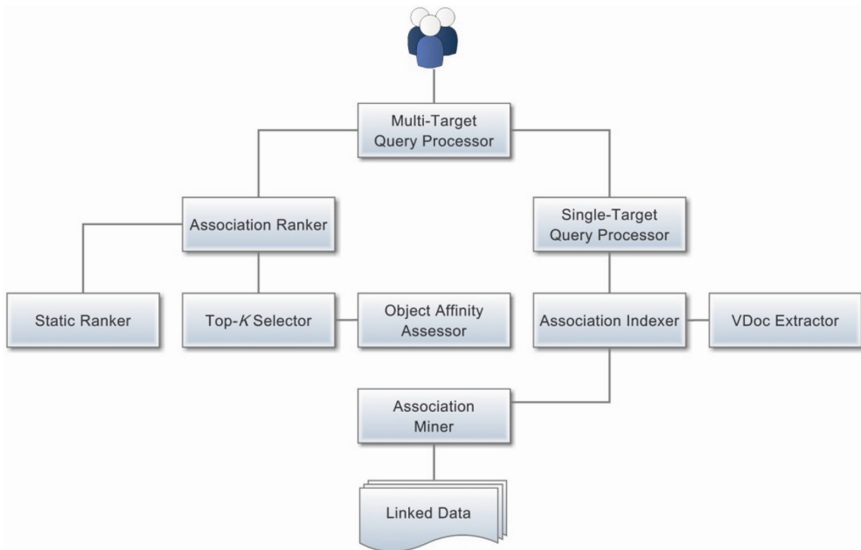 Multi-Target
Query Processor
Association Ranker
Single-Target
Query Processor
Static Ranker
Top-K Selector
Object Affinity
Assessor
Association Indexer
VDoc Extractor
Association
Miner
Linked Data